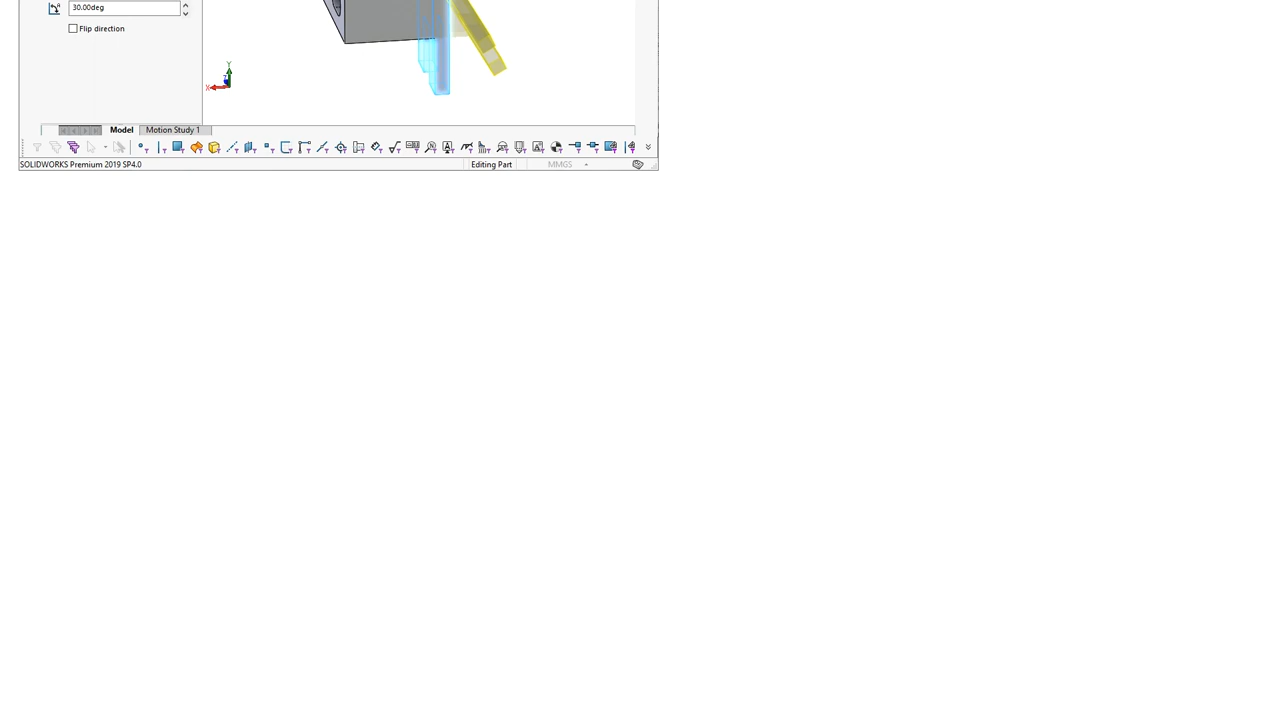 30.00deg
Flip direction
Y
X
Model
Motion Study 1
SOLIDWORKS Premium 2019 SP4.0
Editing Part
MMGS